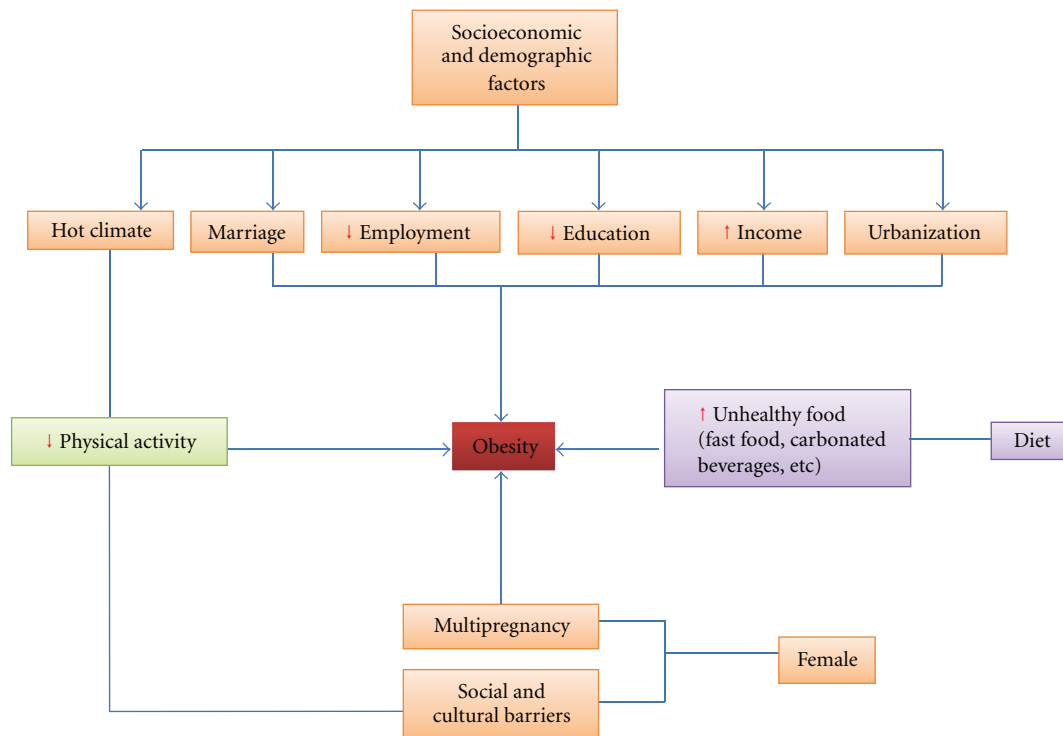 Socioeconomic
and demographic
factors
Hot climate
Marriage
↓ Employment
↓ Education
↑ Income
Urbanization
↓ Physical activity
Obesity
↑ Unhealthy food
(fast food, carbonated
beverages, etc)
Diet
Multipregnancy
Female
Social and
cultural barriers